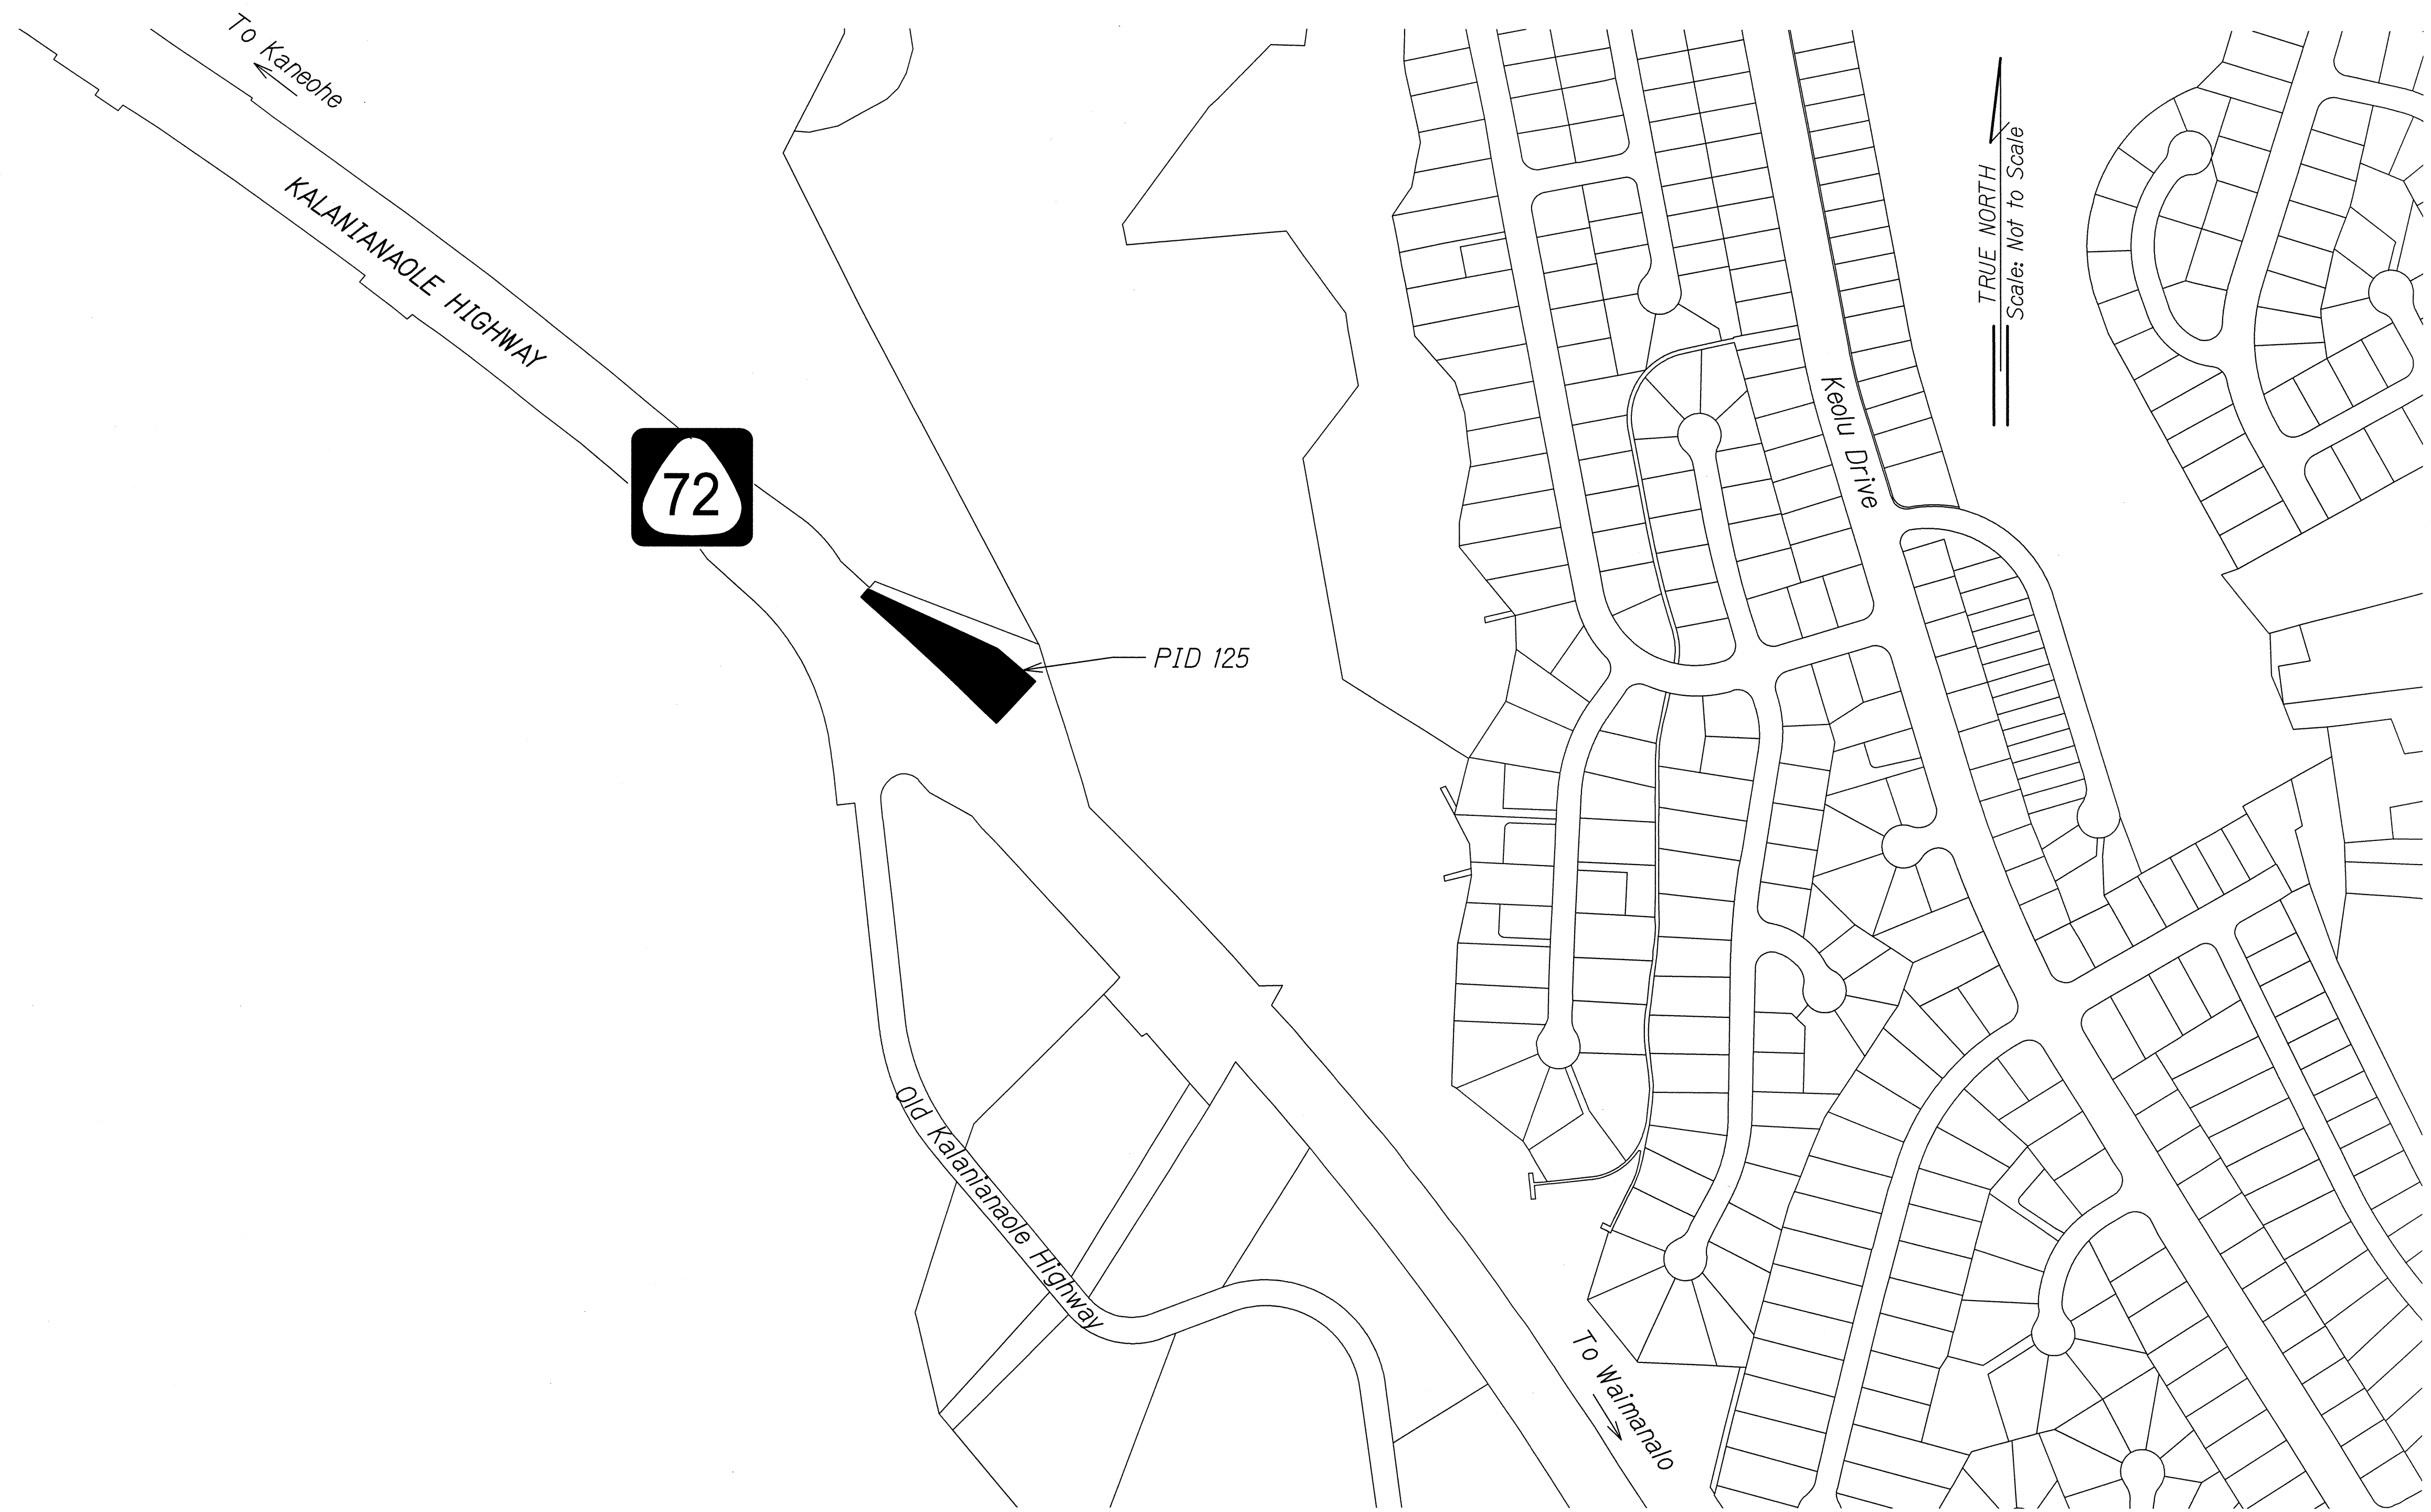 To Kaneohe
KALANIANAOLE HIGHWAY
TRUE NORTH
Scale: Not to Scale
Keolu Drive
72
PID 125
Old Kalanianaole Highway
To Waimanalo